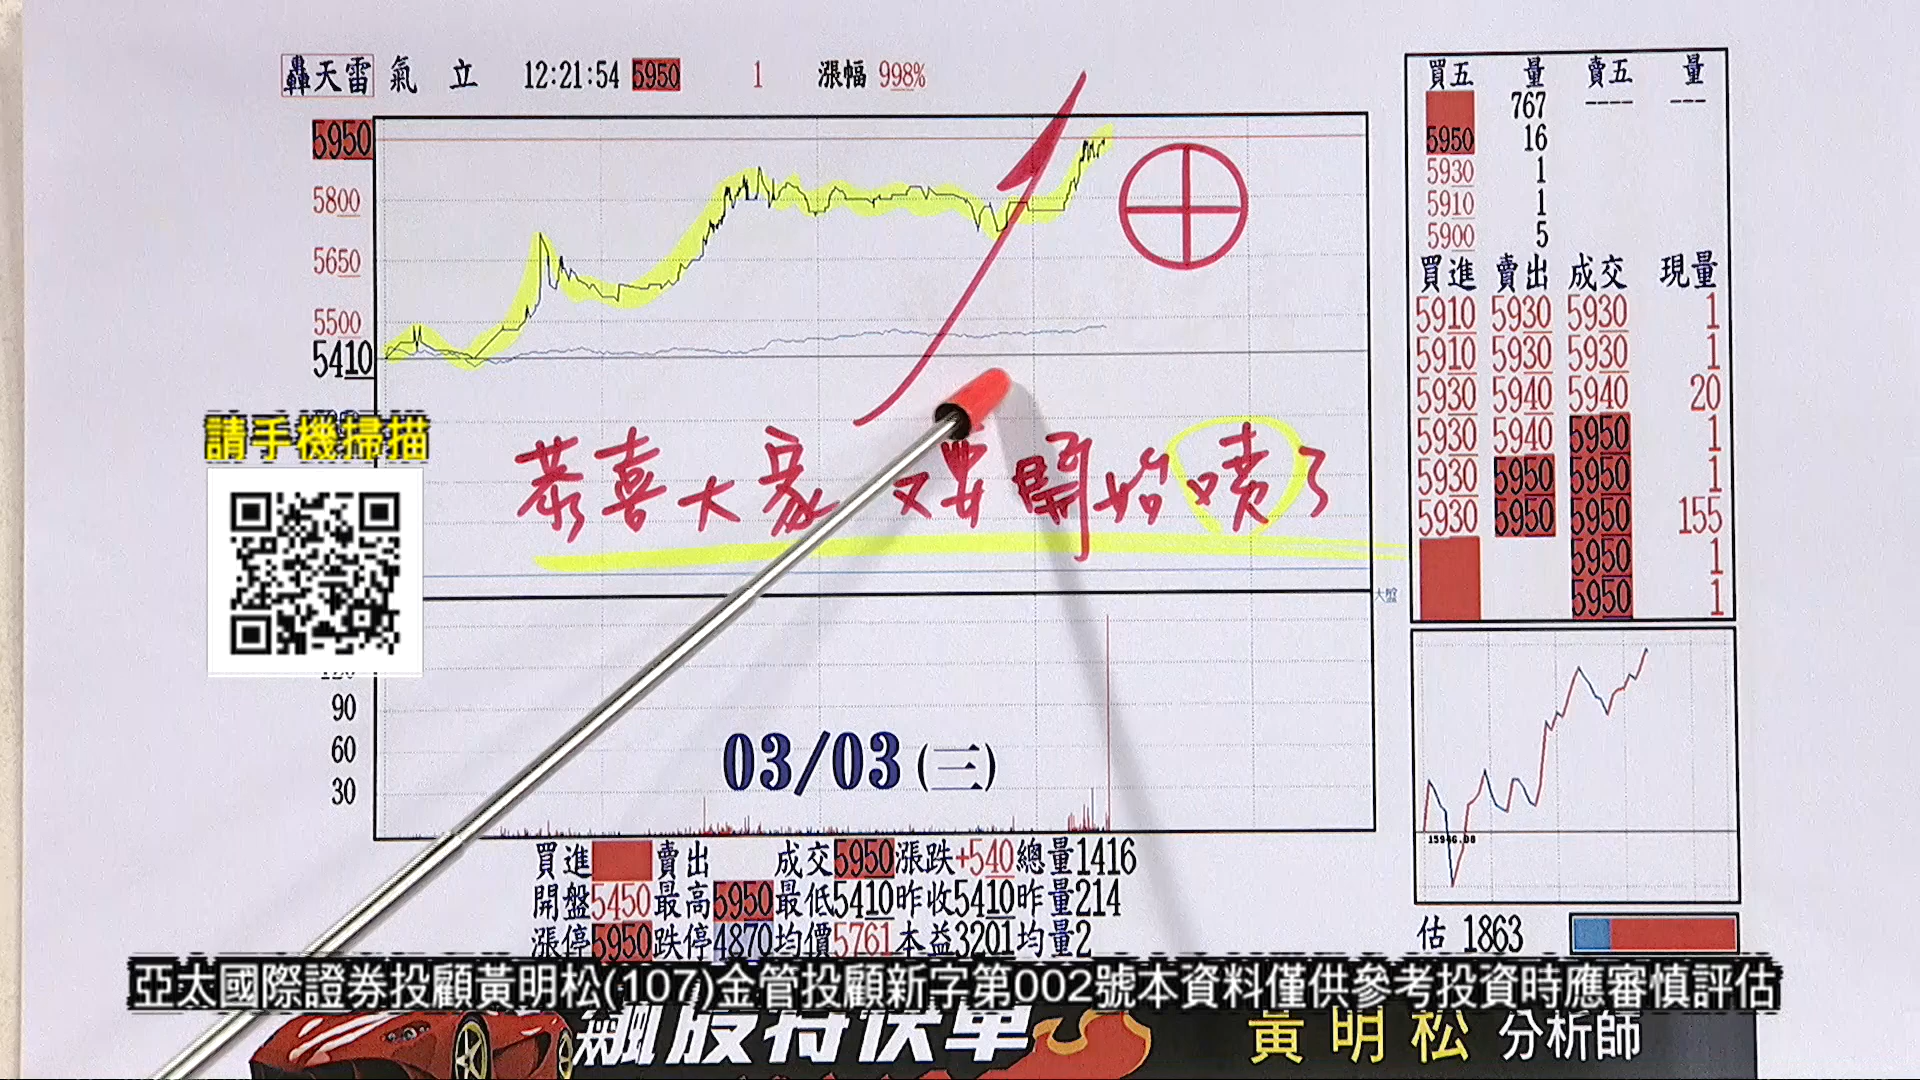 轟天雷 氣 立 12:21:54 5950 1 漲幅 998%
5950
5800
5650
5500
5410
請手機掃描
恭喜大家 又要開始噴了
大盤
90
60
30
03/03 (三)
買五 量 賣五 量
767 ---- ---
5950 16
5930 1
5910 1
5900 5
買進 賣出 成交 現量
5910 5930 5930 1
5910 5930 5930 1
5930 5940 5940 20
5930 5940 5950 1
5930 5950 5950 1
5930 5950 5950 155
5950 1
5950 1
15946.08
估 1863
買進 賣出 成交5950漲跌+540總量1416
開盤5450最高5950最低5410昨收5410昨量214
漲停5950跌停4870均價5761本益3201均量2
亞太國際證券投顧黃明松(107)金管投顧新字第002號本資料僅供參考投資時應審慎評估
飆股特快車
黃明松 分析師